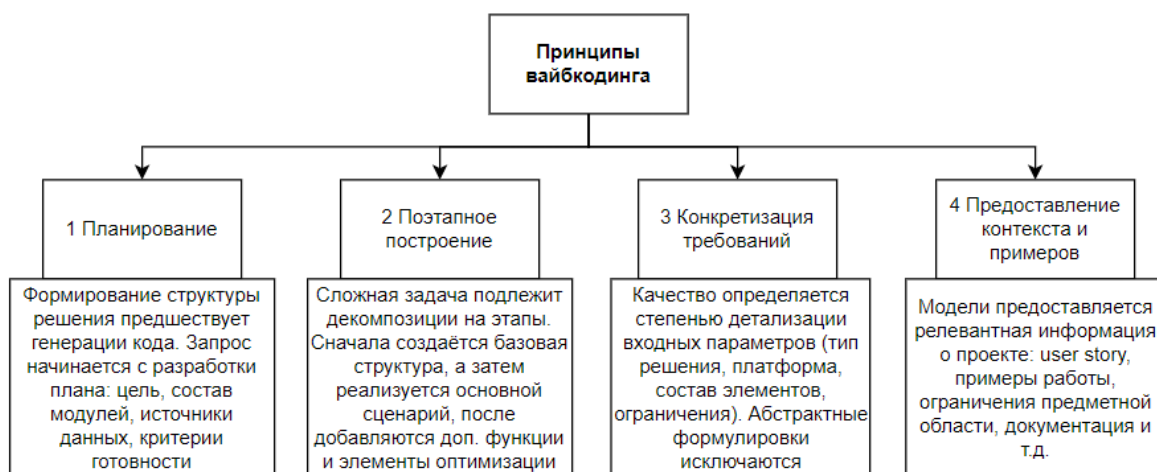 Принципы
вайбкодинга
1 Планирование
Формирование структуры
решения предшествует
генерации кода. Запрос
начинается с разработки
плана: цель, состав
модулей, источники
данных, критерии
готовности
2 Поэтапное
построение
Сложная задача подлежит
декомпозиции на этапы.
Сначала создаётся базовая
структура, а затем
реализуется основной
сценарий, после
добавляются доп. функции
и элементы оптимизации
3 Конкретизация
требований
Качество определяется
степенью детализации
входных параметров (тип
решения, платформа,
состав элементов,
ограничения). Абстрактные
формулировки
исключаются
4 Предоставление
контекста и
примеров
Модели предоставляется
релевантная информация
о проекте: user story,
примеры работы,
ограничения предметной
области, документация и
т.д.